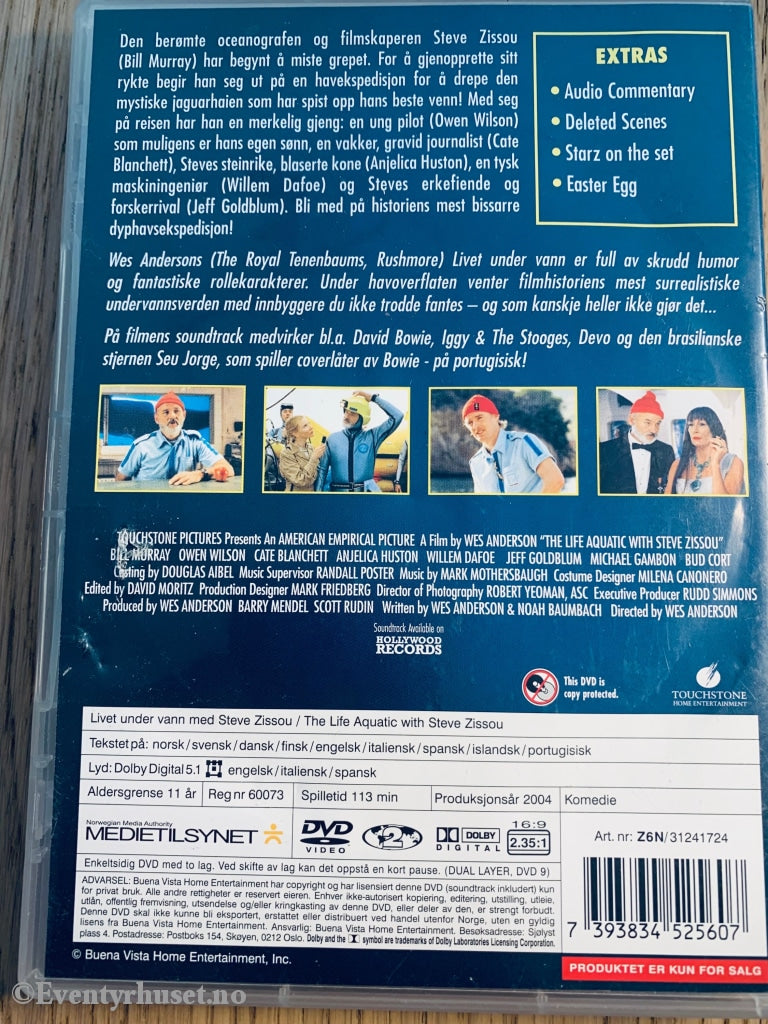 Den berømte oceanografen og filmskaperen Steve Zissou
(Bill Murray) har begynt å miste grepet. For å gjenopprette sitt
rykte begir han seg ut på en havekspedisjon for å drepe den
mystiske jaguarhaien som har spist opp hans beste venn! Med seg
på reisen har han en merkelig gjeng: en ung pilot (Owen Wilson)
som muligens er hans egen sønn, en vakker, gravid journalist (Cate
Blanchett), Steves steinrike, blaserte kone (Anjelica Huston), en tysk
maskiningeniør (Willem Dafoe) og Steves erkefiende og
forskerrival (Jeff Goldblum). Bli med på historiens mest bissarre
dyphavsekspedisjon!
EXTRAS
• Audio Commentary
• Deleted Scenes
• Starz on the set
• Easter Egg
Wes Andersons (The Royal Tenenbaums, Rushmore) Livet under vann er full av skrudd humor
og fantastiske rollekarakterer. Under havoverflaten venter filmhistoriens mest surrealistiske
undervannsverden med innbyggere du ikke trodde fantes – og som kanskje heller ikke gjør det...
På filmens soundtrack medvirker bl.a. David Bowie, Iggy & The Stooges, Devo og den brasilianske
stjernen Seu Jorge, som spiller coverlåter av Bowie - på portugisisk!
TOUCHSTONE PICTURES Presents An AMERICAN EMPIRICAL PICTURE A Film by WES ANDERSON "THE LIFE AQUATIC WITH STEVE ZISSOU"
BILL MURRAY OWEN WILSON CATE BLANCHETT ANJELICA HUSTON WILLEM DAFOE JEFF GOLDBLUM MICHAEL GAMBON BUD CORT
Casting by DOUGLAS AIBEL Music Supervisor RANDALL POSTER Music by MARK MOTHERSBAUGH Costume Designer MILENA CANONERO
Edited by DAVID MORITZ Production Designer MARK FRIEDBERG Director of Photography ROBERT YEOMAN, ASC Executive Producer RUDD SIMMONS
Produced by WES ANDERSON BARRY MENDEL SCOTT RUDIN Written by WES ANDERSON & NOAH BAUMBACH Directed by WES ANDERSON
Soundtrack Available on
HOLLYWOOD
RECORDS
This DVD is
copy protected.
TOUCHSTONE
HOME ENTERTAINMENT
Livet under vann med Steve Zissou / The Life Aquatic with Steve Zissou
Tekstet på: norsk/svensk/dansk/finsk/engelsk/italiensk/spansk/islandsk/portugisisk
Lyd: Dolby Digital 5.1 engelsk/italiensk/spansk
Aldersgrense 11 år Reg nr 60073 Spilletid 113 min Produksjonsår 2004 Komedie
Norwegian Media Authority
MEDIETILSYNET
DVD
VIDEO
2
DOLBY
DIGITAL
16:9
2.35:1
Art. nr: Z6N/31241724
Enkeltsidig DVD med to lag. Ved skifte av lag kan det oppstå en kort pause. (DUAL LAYER, DVD 9)
ADVARSEL: Buena Vista Home Entertainment har copyright og har lisensiert denne DVD (soundtrack inkludert) kun
for privat bruk. Alle andre rettigheter er reservert eieren. Enhver ikke-autorisert kopiering, editering, utstilling, utleie,
utlån, offentlig fremvisning, utsendelse og/eller kringkasting av denne DVD, eller deler av den, er strengt forbudt.
Denne DVD skal ikke kunne bli eksportert, erstattet eller distribuert ved handel utenfor Norge, uten en gyldig
lisens fra Buena Vista Home Entertainment. Ansvarlig: Buena Vista Home Entertainment. Besøksadresse: Sjølyst
plass 4. Postadresse: Postboks 154, Skøyen, 0212 Oslo. Dolby and the symbol are trademarks of Dolby Laboratories Licensing Corporation.
7 393834 525607
© Buena Vista Home Entertainment, Inc.
PRODUKTET ER KUN FOR SALG
©Eventyrhuset.no